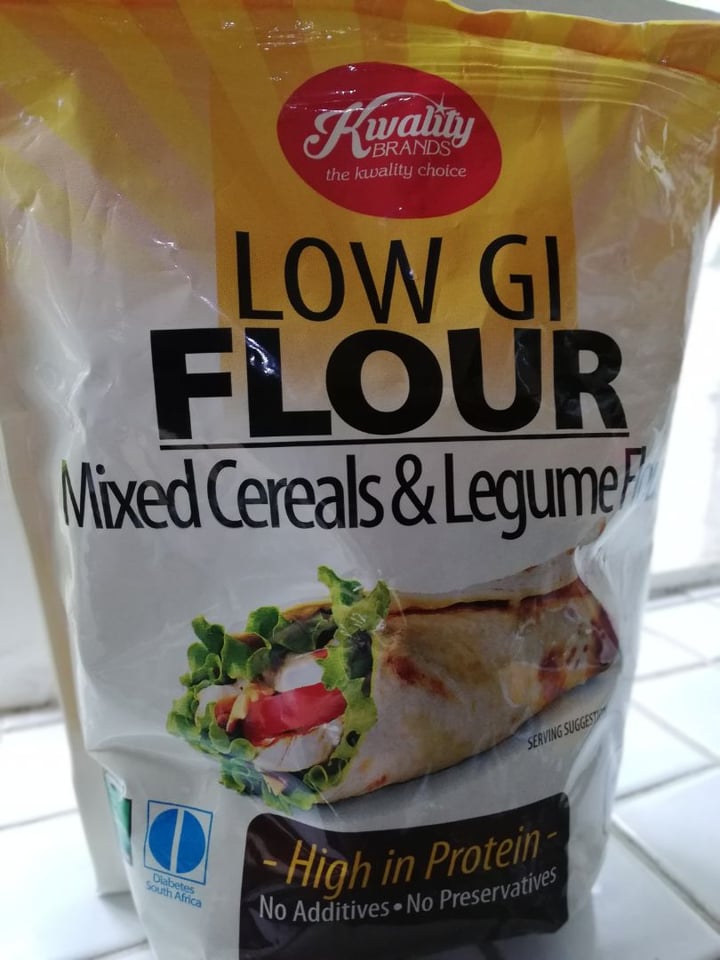 Kwality
BRANDS
the kwality choice
LOW GI
FLOUR
Mixed Cereals & Legume
SERVING
Diabetes
South Africa
- High in Protein -
No Additives • No Preservatives